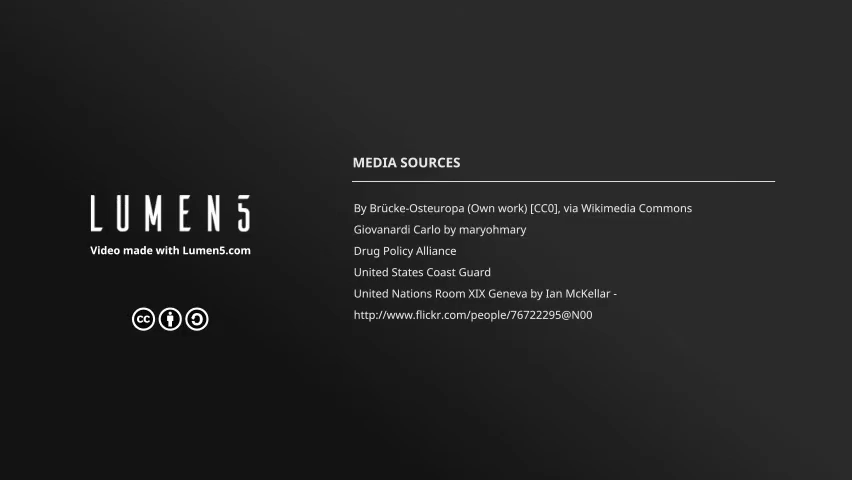 MEDIA SOURCES
LUMEN5
Video made with Lumen5.com
cc
By Brücke-Osteuropa (Own work) [CC0], via Wikimedia Commons
Giovanardi Carlo by maryohmary
Drug Policy Alliance
United States Coast Guard
United Nations Room XIX Geneva by Ian McKellar -
http://www.flickr.com/people/76722295@N00